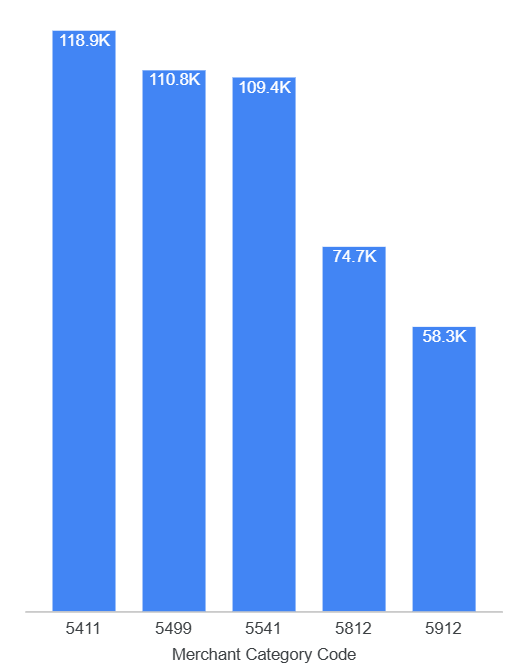 118.9K
110.8K
109.4K
74.7K
58.3K
5411 5499 5541 5812 5912
Merchant Category Code